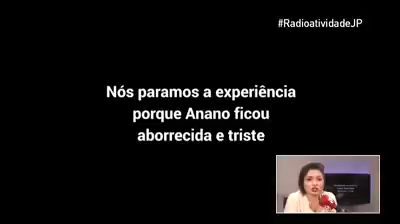 #RadioatividadeJP
Nós paramos a experiência
porque Anano ficou
aborrecida e triste